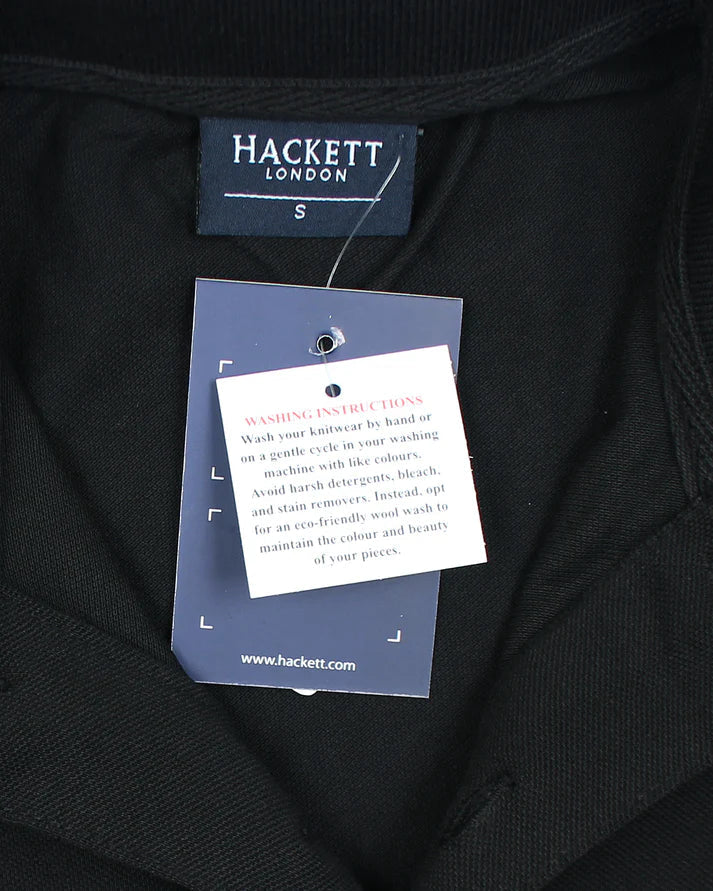 HACKETT
LONDON
S
WASHING INSTRUCTIONS
Wash your knitwear by hand or
on a gentle cycle in your washing
machine with like colours.
Avoid harsh detergents, bleach,
and stain removers. Instead, opt
for an eco-friendly wool wash to
maintain the colour and beauty
of your pieces.
www.hackett.com